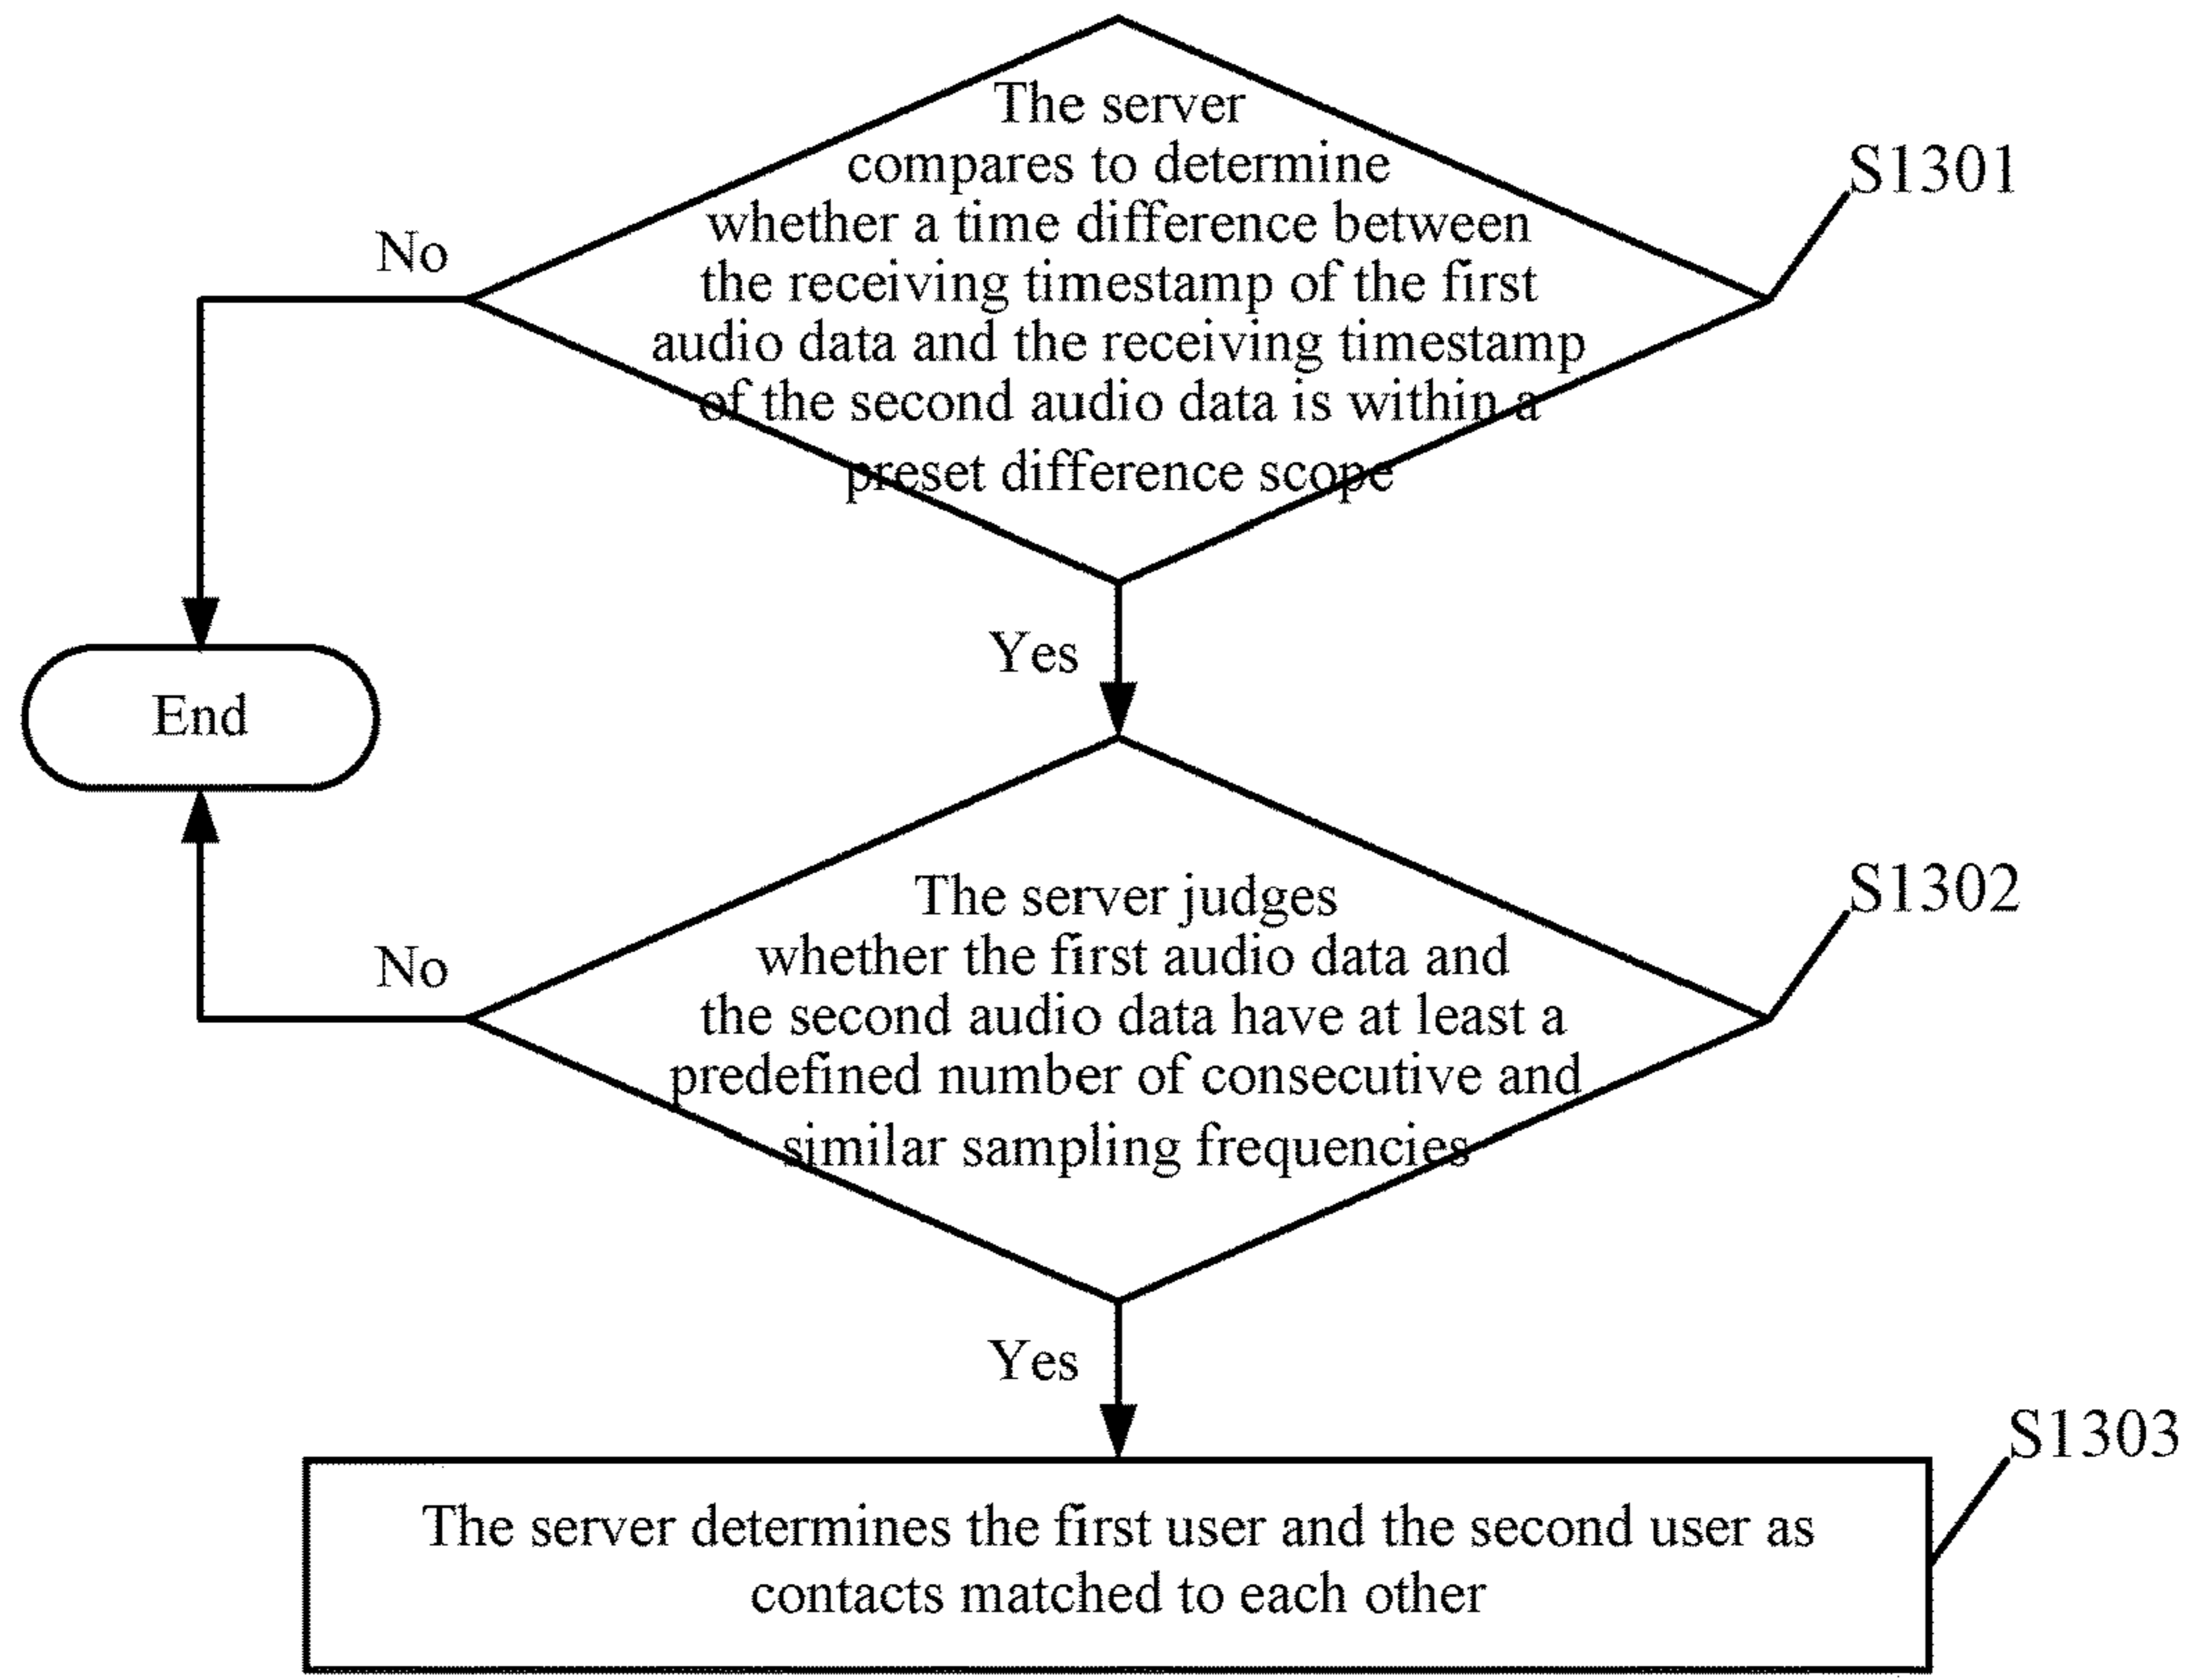 The server
compares to determine
whether a time difference between
the receiving timestamp of the first
audio data and the receiving timestamp
of the second audio data is within a
preset difference scope
S1301
No
Yes
End
The server judges
whether the first audio data and
the second audio data have at least a
predefined number of consecutive and
similar sampling frequencies
S1302
No
Yes
S1303
The server determines the first user and the second user as
contacts matched to each other